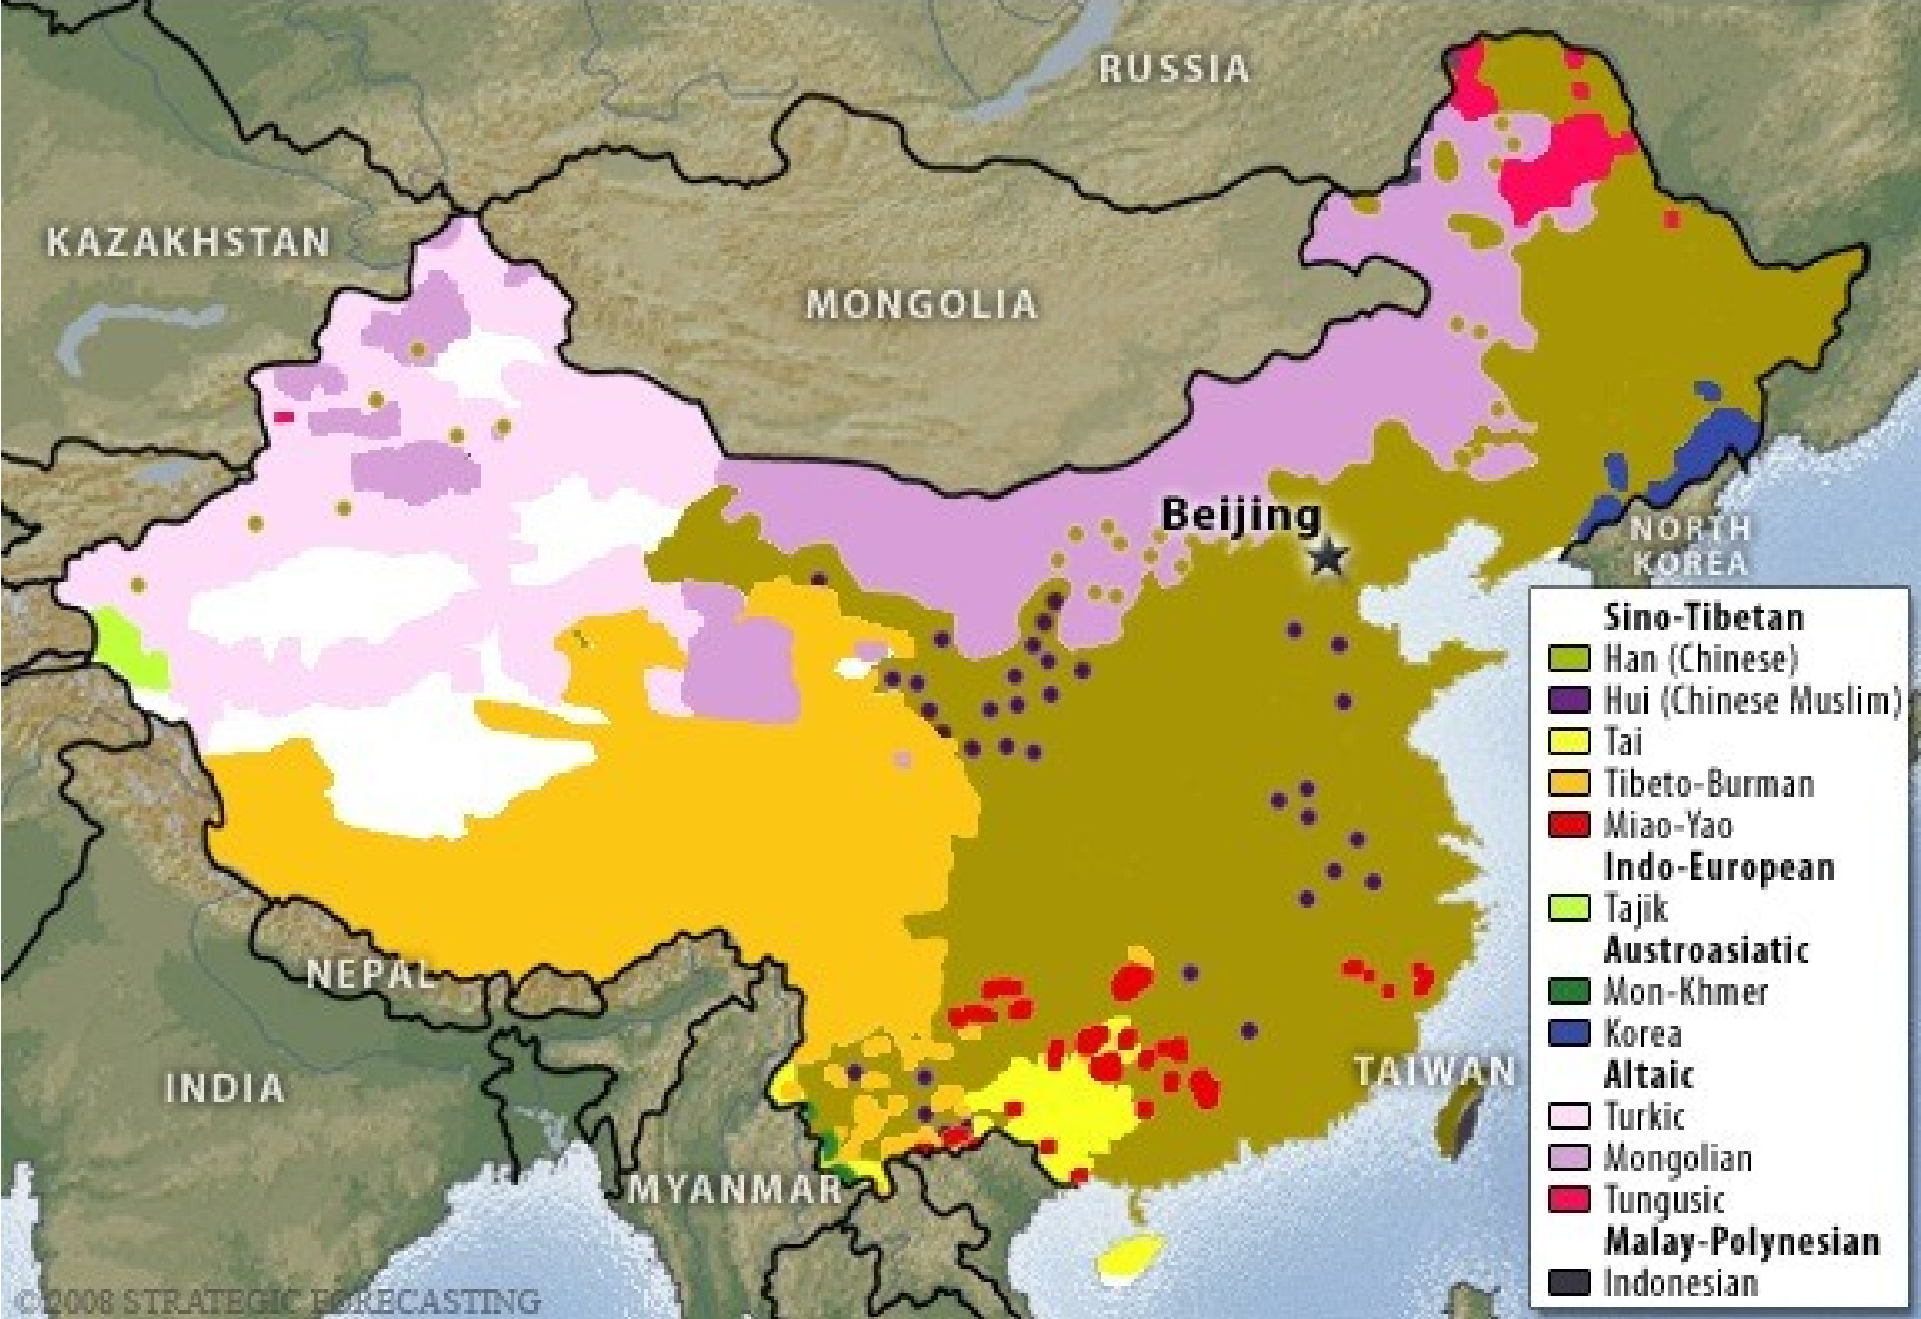 RUSSIA
KAZAKHSTAN
MONGOLIA
Beijing
NORTH
KOREA
NEPAL
INDIA
MYANMAR
TAIWAN
Sino-Tibetan
Han (Chinese)
Hui (Chinese Muslim)
Tai
Tibeto-Burman
Miao-Yao
Indo-European
Tajik
Austroasiatic
Mon-Khmer
Korea
Altaic
Turkic
Mongolian
Tungusic
Malay-Polynesian
Indonesian
© 2008 STRATEGIC FORECASTING